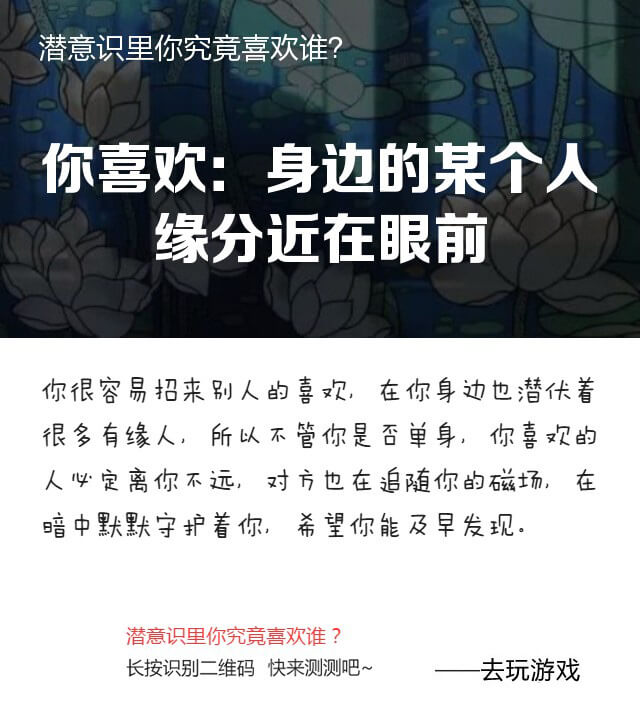 潜意识里你究竟喜欢谁?
你喜欢: 身边的某个人
缘分近在眼前
你很容易招来别人的喜欢, 在你身边也潜伏着
很多有缘人, 所以不管你是否单身, 你喜欢的
人必定离你不远, 对方也在追随你的磁场, 在
暗中默默守护着你, 希望你能及早发现。
潜意识里你究竟喜欢谁？
长按识别二维码 快来测测吧~
——去玩游戏